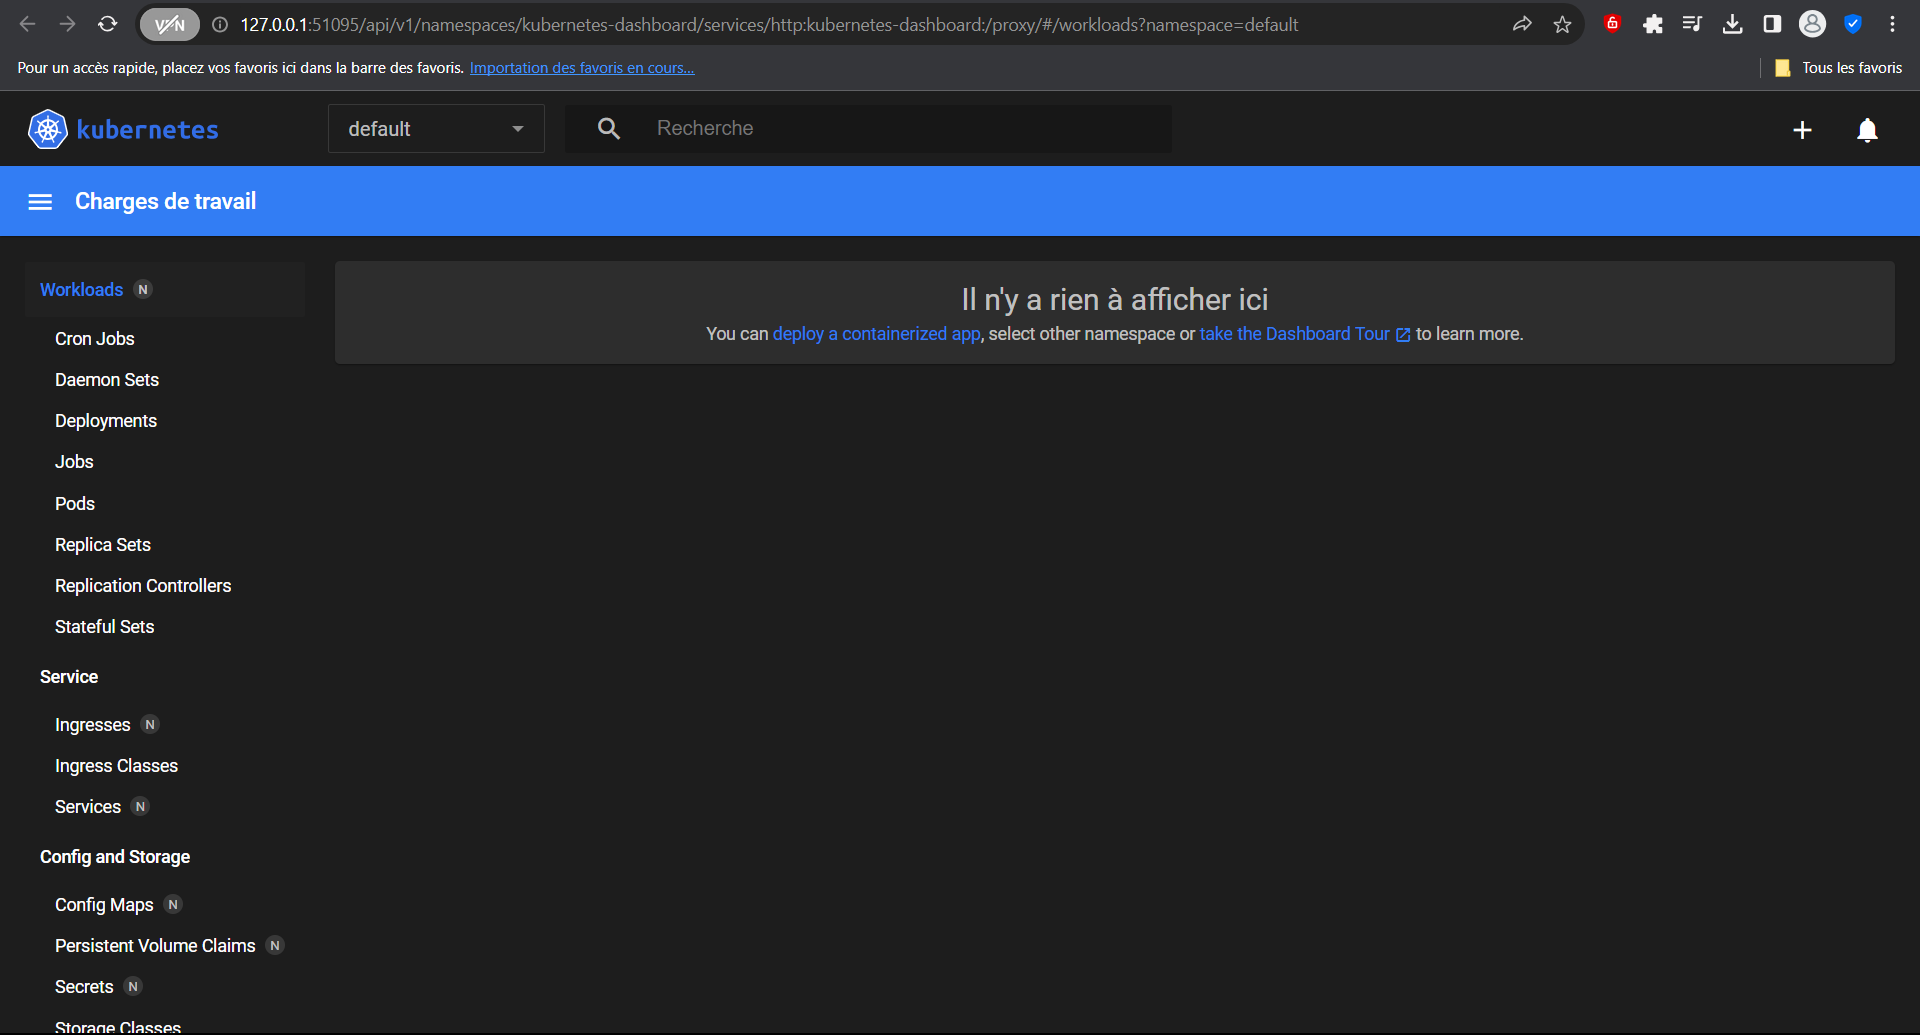 VPN
127.0.0.1:51095/api/v1/namespaces/kubernetes-dashboard/services/http:kubernetes-dashboard:/proxy/#/workloads?namespace=default
Pour un accès rapide, placez vos favoris ici dans la barre des favoris. Importation des favoris en cours...
Tous les favoris
kubernetes
default
Recherche
Charges de travail
Workloads N
Cron Jobs
Daemon Sets
Deployments
Jobs
Pods
Replica Sets
Replication Controllers
Stateful Sets
Service
Ingresses N
Ingress Classes
Services N
Config and Storage
Config Maps N
Persistent Volume Claims N
Secrets N
Storage Classes
Il n'y a rien à afficher ici
You can deploy a containerized app, select other namespace or take the Dashboard Tour to learn more.